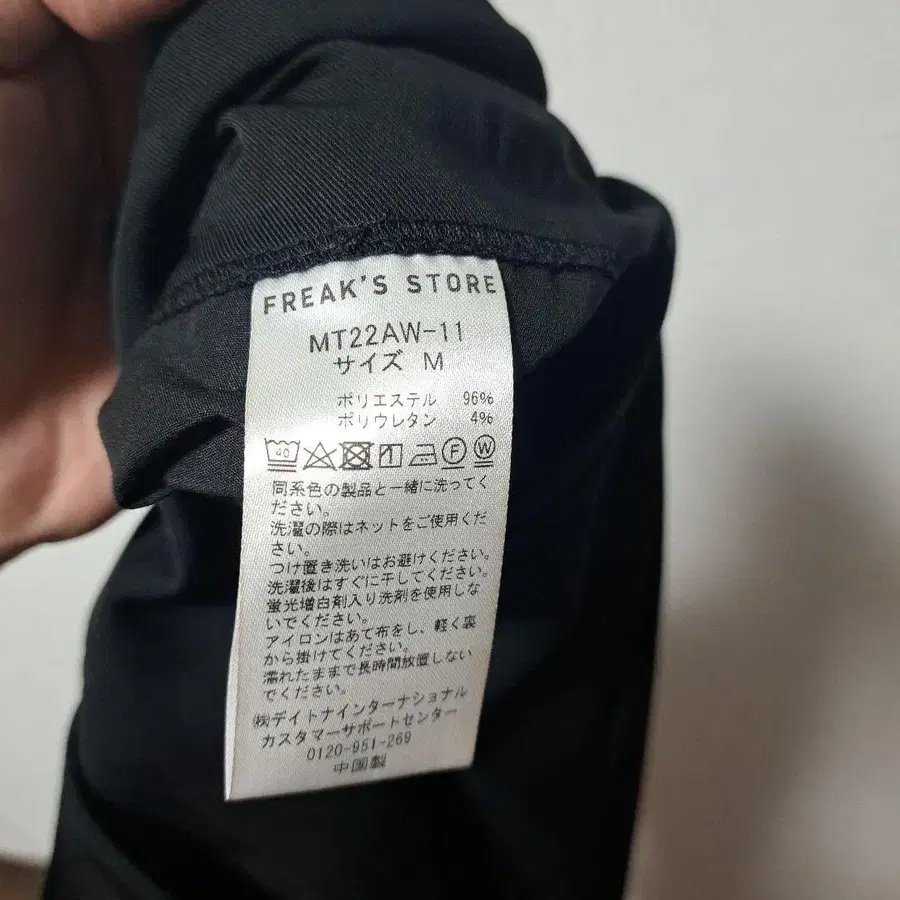 FREAK'S STORE
MT22AW-11
サイズ M
ポリエステル 96%
ポリウレタン 4%
40 F W
同系色の製品と一緒に洗ってく
ださい。
洗濯の際はネットをご使用くだ
さい。
つけ置き洗いはお避けください。
洗濯後はすぐに干してください。
蛍光増白剤入り洗剤を使用しな
いでください。
アイロンはあて布をし、軽く裏
から掛けてください。
濡れたままで長時間放置しない
でください。
㈱デイトナインターナショナル
カスタマーサポートセンター
0120-951-269
中国製